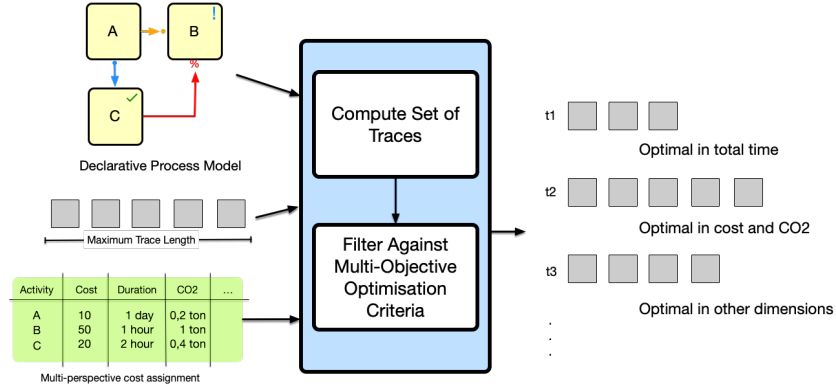 A
B
!
%
C
Declarative Process Model
Maximum Trace Length
Activity Cost Duration CO2 ...
A 10 1 day 0,2 ton
B 50 1 hour 1 ton
C 20 2 hour 0,4 ton
Multi-perspective cost assignment
Compute Set of
Traces
Filter Against
Multi-Objective
Optimisation
Criteria
t1
Optimal in total time
t2
Optimal in cost and CO2
t3
Optimal in other dimensions
.
.
.